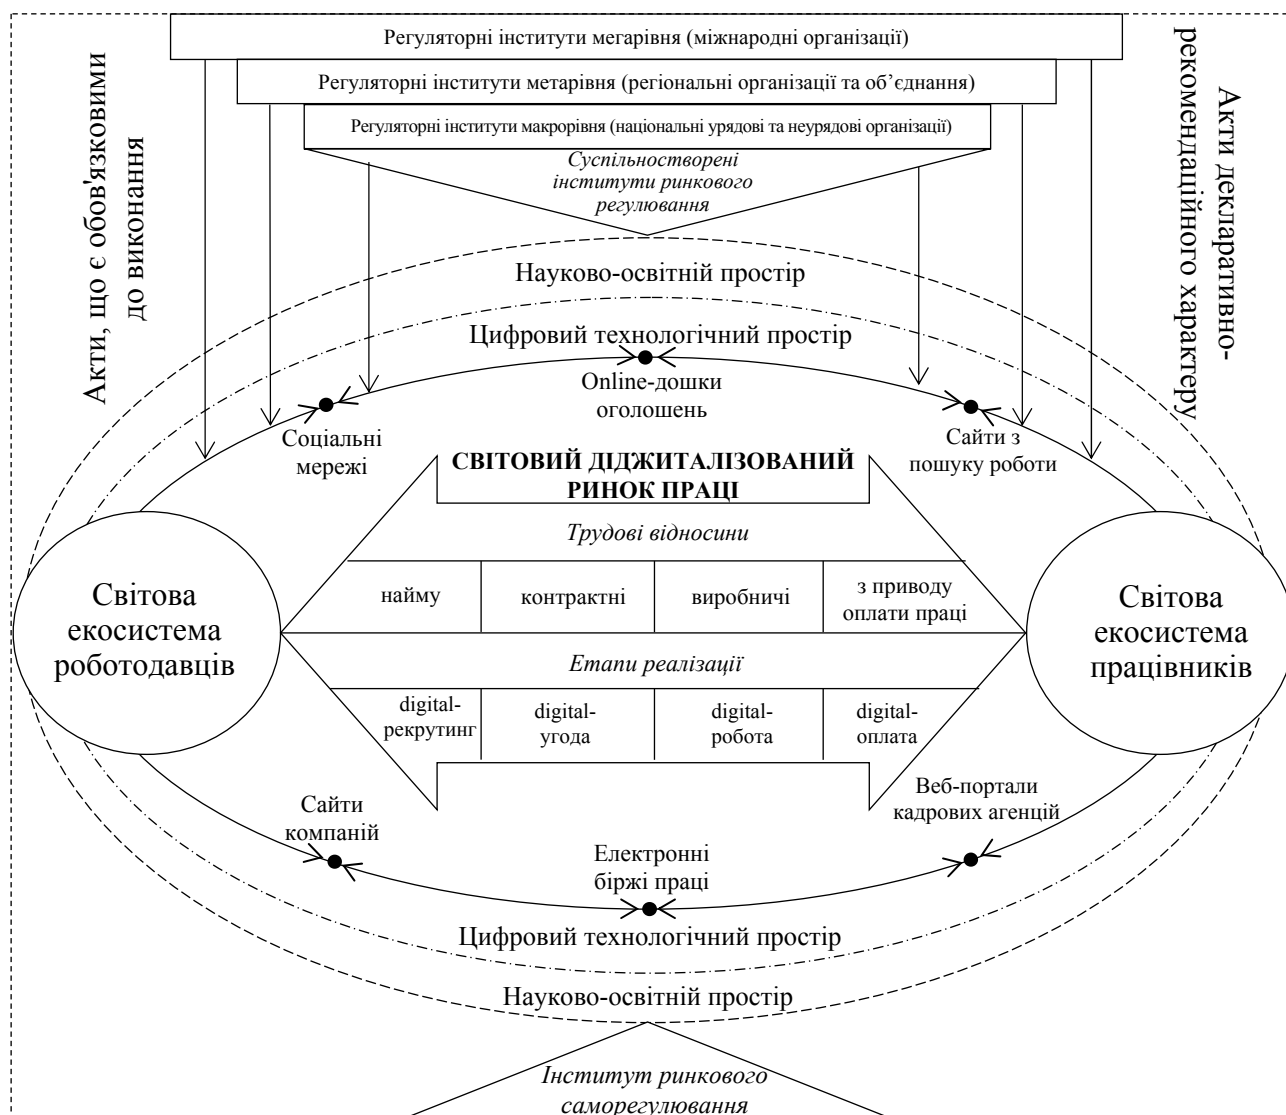 Регуляторні інститути мегарівня (міжнародні організації)
Регуляторні інститути метарівня (регіональні організації та об’єднання)
Регуляторні інститути макрорівня (національні урядові та неурядові організації)
Суспільностворені
інститути ринкового
регулювання
Акти, що є обов'язковими
до виконання
Акти декларативно-
рекомендаційного характеру
Науково-освітній простір
Цифровий технологічний простір
Online-дошки
оголошень
Соціальні
мережі
Сайти з
пошуку роботи
СВІТОВИЙ ДІДЖИТАЛІЗОВАНИЙ
РИНОК ПРАЦІ
Трудові відносини
найму
контрактні
виробничі
з приводу
оплати праці
Світова
екосистема
роботодавців
Світова
екосистема
працівників
Етапи реалізації
digital-
рекрутинг
digital-
угода
digital-
робота
digital-
оплата
Сайти
компаній
Веб-портали
кадрових агенцій
Електронні
біржі праці
Цифровий технологічний простір
Науково-освітній простір
Інститут ринкового
саморегулювання